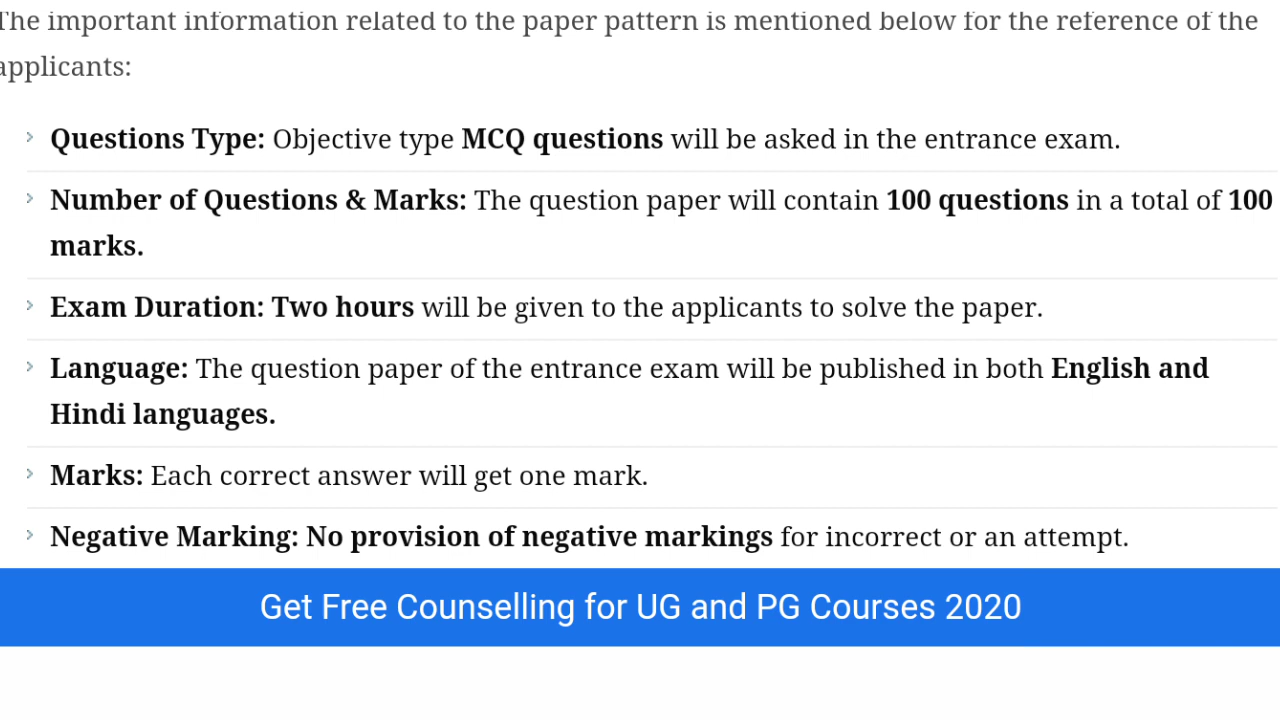 The important information related to the paper pattern is mentioned below for the reference of the
applicants:
Questions Type: Objective type MCQ questions will be asked in the entrance exam.
Number of Questions & Marks: The question paper will contain 100 questions in a total of 100
marks.
Exam Duration: Two hours will be given to the applicants to solve the paper.
Language: The question paper of the entrance exam will be published in both English and
Hindi languages.
Marks: Each correct answer will get one mark.
Negative Marking: No provision of negative markings for incorrect or an attempt.
Get Free Counselling for UG and PG Courses 2020